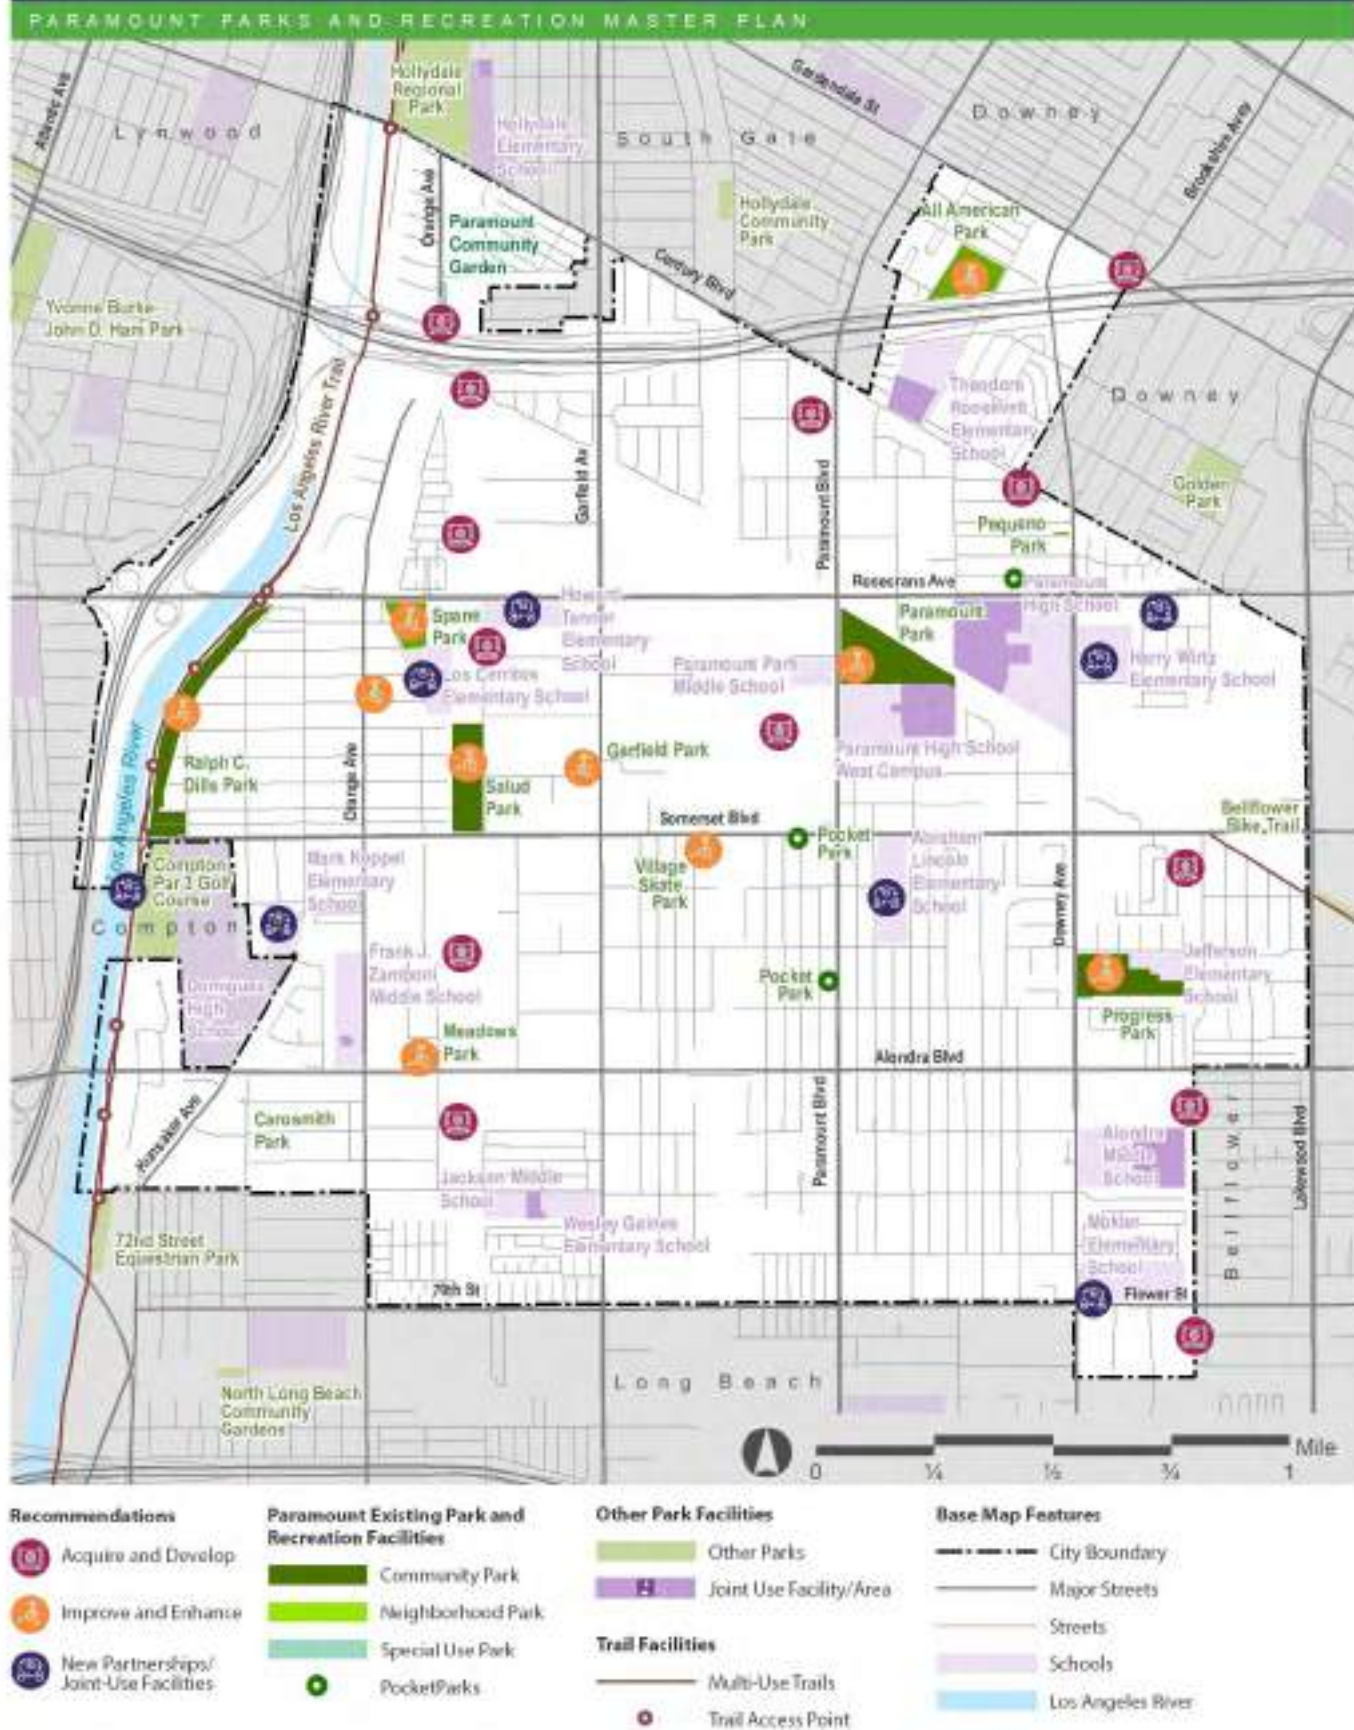 PARAMOUNT PARKS AND RECREATION MASTER PLAN
Atlantic Ave
Lynwood
Hollydale
Regional
Park
Hollydale
Elementary
School
South Gate
Gardendale St
Downey
Brookshire Ave
Orange Ave
Paramount
Community
Garden
Hollydale
Community
Park
All American
Park
Century Blvd
Yvonne Burke-
John D. Ham Park
Los Angeles River Trail
Theodore
Roosevelt
Elementary
School
Downey
Garfield Av
Paramount Blvd
Golden
Park
Pequeno
Park
Rosecrans Ave
Paramount
High School
Spane
Park
Howard
Tanner
Elementary
School
Paramount
Park
Los Cerritos
Elementary School
Paramount Park
Middle School
Harry Wirtz
Elementary School
Los Angeles River
Ralph C.
Dills Park
Orange Ave
Salud
Park
Garfield Park
Paramount High School
West Campus
Somerset Blvd
Bellflower
Bike Trail
Pocket
Park
Village
Skate
Park
Abraham
Lincoln
Elementary
School
Compton
Par 3 Golf
Course
Compton
Mark Keppel
Elementary
School
Downey Ave
Frank J.
Zamboni
Middle School
Dominguez
High
School
Pocket
Park
Jefferson
Elementary
School
Progress
Park
Meadows
Park
Alondra Blvd
Hunsaker Ave
Carosmith
Park
Paramount Blvd
Alondra
Middle
School
Bellflower
Lakewood Blvd
Jackson Middle
School
Wesley Gaines
Elementary School
Mokler
Elementary
School
72nd Street
Equestrian Park
70th St
Flower St
North Long Beach
Community
Gardens
Long Beach
0 ¼ ½ ¾ 1 Mile
Recommendations
Acquire and Develop
Improve and Enhance
New Partnerships/
Joint-Use Facilities
Paramount Existing Park and
Recreation Facilities
Community Park
Neighborhood Park
Special Use Park
PocketParks
Other Park Facilities
Other Parks
Joint Use Facility/Area
Trail Facilities
Multi-Use Trails
Trail Access Point
Base Map Features
City Boundary
Major Streets
Streets
Schools
Los Angeles River